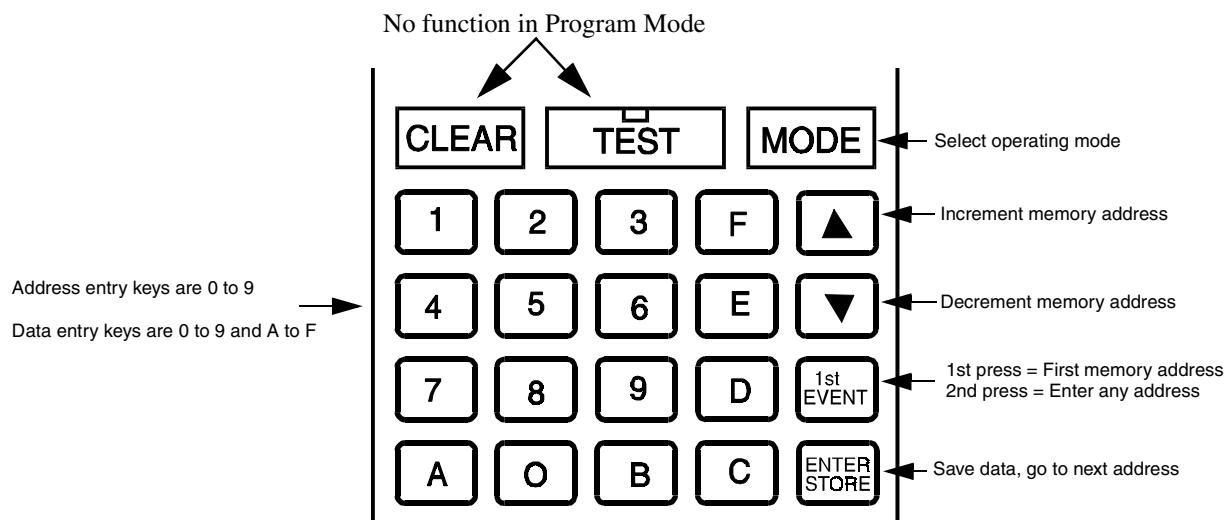 No function in Program Mode
CLEAR TEST MODE
Select operating mode
1 2 3 F
Increment memory address
Address entry keys are 0 to 9
Data entry keys are 0 to 9 and A to F
4 5 6 E
Decrement memory address
7 8 9 D
1st
EVENT
1st press = First memory address
2nd press = Enter any address
A 0 B C
ENTER
STORE
Save data, go to next address